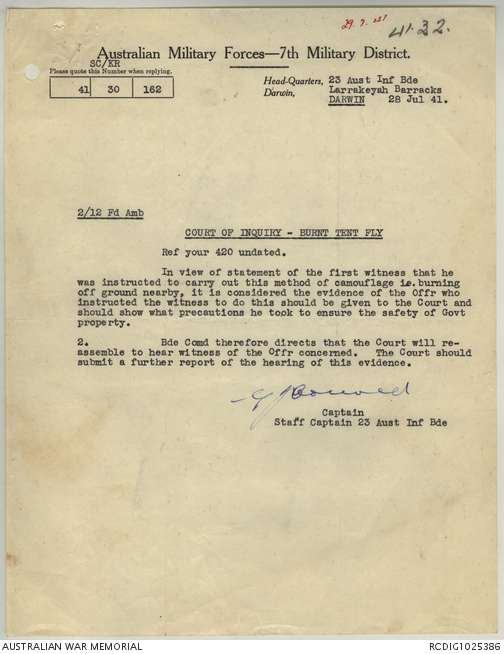 41.32.
Australian Military Forces—7th Military District.
SC/KR
Please quote this Number when replying.
41 30 162
Head-Quarters, 23 Aust Inf Bde
Darwin, Larrakeyah Barracks
DARWIN 28 Jul 41.
2/12 Fd Amb
COURT OF INQUIRY - BURNT TENT FLY
Ref your 420 undated.
In view of statement of the first witness that he
was instructed to carry out this method of camouflage i.e. burning
off ground nearby, it is considered the evidence of the Offr who
instructed the witness to do this should be given to the Court and
should show what precautions he took to ensure the safety of Govt
property.
2. Bde Comd therefore directs that the Court will re-
assemble to hear witness of the Offr concerned. The Court should
submit a further report of the hearing of this evidence.
Captain
Staff Captain 23 Aust Inf Bde
AUSTRALIAN WAR MEMORIAL
RCDIG1025386